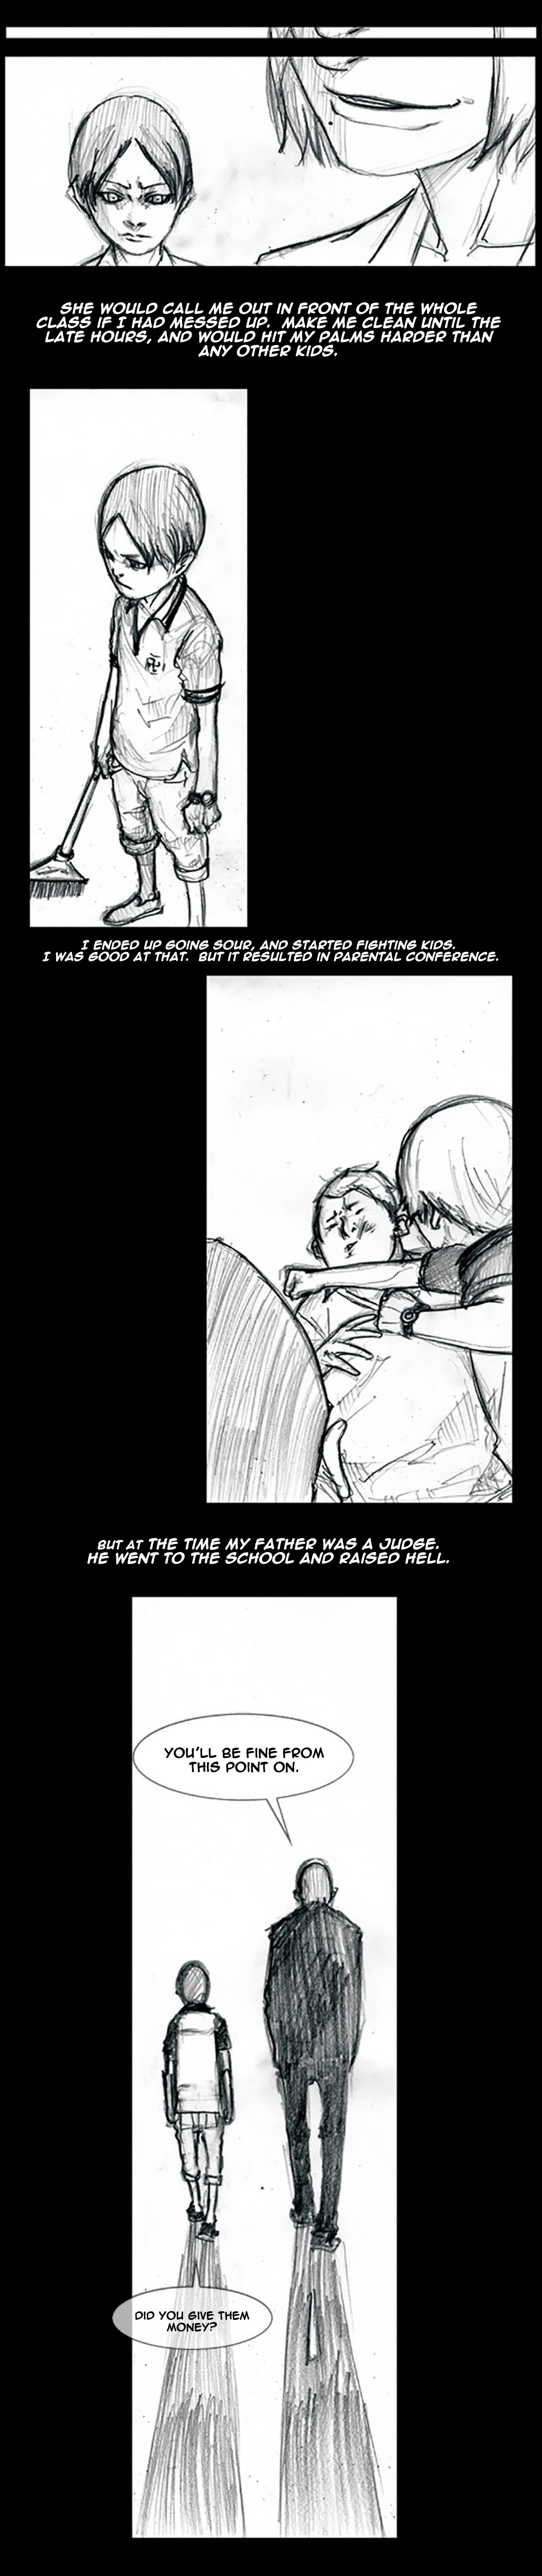 SHE WOULD CALL ME OUT IN FRONT OF THE WHOLE
CLASS IF I HAD MESSED UP. MAKE ME CLEAN UNTIL THE
LATE HOURS, AND WOULD HIT MY PALMS HARDER THAN
ANY OTHER KIDS.
I ENDED UP GOING SOUR, AND STARTED FIGHTING KIDS.
I WAS GOOD AT THAT. BUT IT RESULTED IN PARENTAL CONFERENCE.
BUT AT THE TIME MY FATHER WAS A JUDGE.
HE WENT TO THE SCHOOL AND RAISED HELL.
YOU'LL BE FINE FROM
THIS POINT ON.
DID YOU GIVE THEM
MONEY?